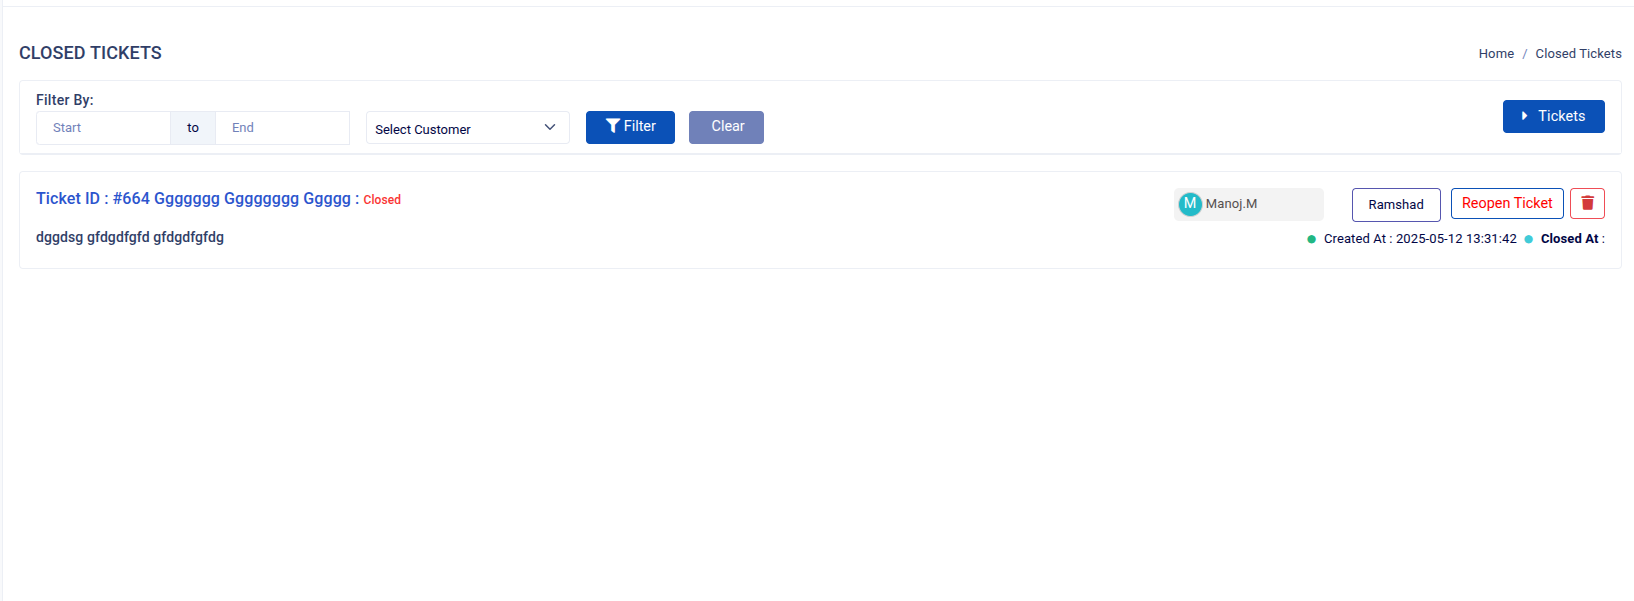 CLOSED TICKETS
Home / Closed Tickets
Filter By:
Start to End Select Customer Filter Clear Tickets
Ticket ID : #664 Ggggggg Gggggggg Ggggg : Closed
M Manoj.M Ramshad Reopen Ticket
dggdsg gfdgdfgfd gfdgdfgfdg
Created At : 2025-05-12 13:31:42 Closed At :